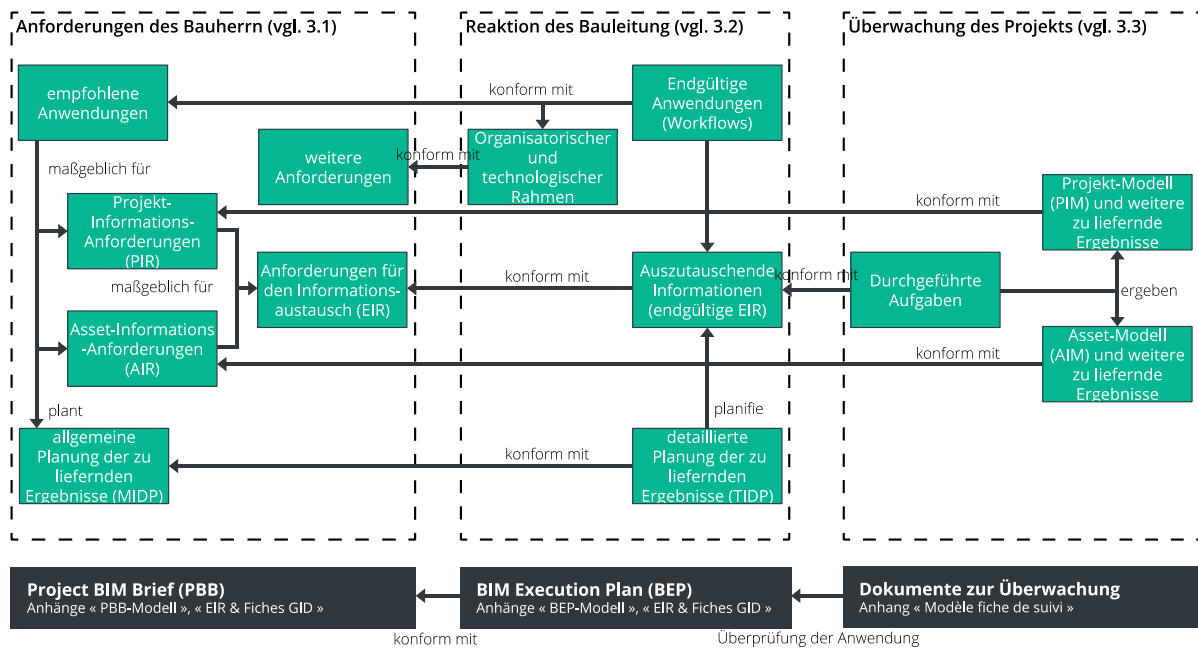 Anforderungen des Bauherrn (vgl. 3.1)
empfohlene
Anwendungen
maßgeblich für
weitere
Anforderungen
Projekt-
Informations-
Anforderungen
(PIR)
maßgeblich für
Anforderungen für
den Informations-
austausch (EIR)
Asset-Informations
-Anforderungen
(AIR)
plant
allgemeine
Planung der zu
liefernden
Ergebnisse (MIDP)
Reaktion des Bauleitung (vgl. 3.2)
konform mit
Endgültige
Anwendungen
(Workflows)
konform mit
Organisatorischer
und
technologischer
Rahmen
konform mit
Auszutauschende
Informationen
(endgültige EIR)
planifie
konform mit
detaillierte
Planung der zu
liefernden
Ergebnisse (TIDP)
Überwachung des Projekts (vgl. 3.3)
konform mit
Projekt-Modell
(PIM) und weitere
zu liefernde
Ergebnisse
konform mit
Durchgeführte
Aufgaben
ergeben
konform mit
Asset-Modell
(AIM) und weitere
zu liefernde
Ergebnisse
Project BIM Brief (PBB)
Anhänge « PBB-Modell », « EIR & Fiches GID »
konform mit
BIM Execution Plan (BEP)
Anhänge « BEP-Modell », « EIR & Fiches GID »
Überprüfung der Anwendung
Dokumente zur Überwachung
Anhang « Modèle fiche de suivi »